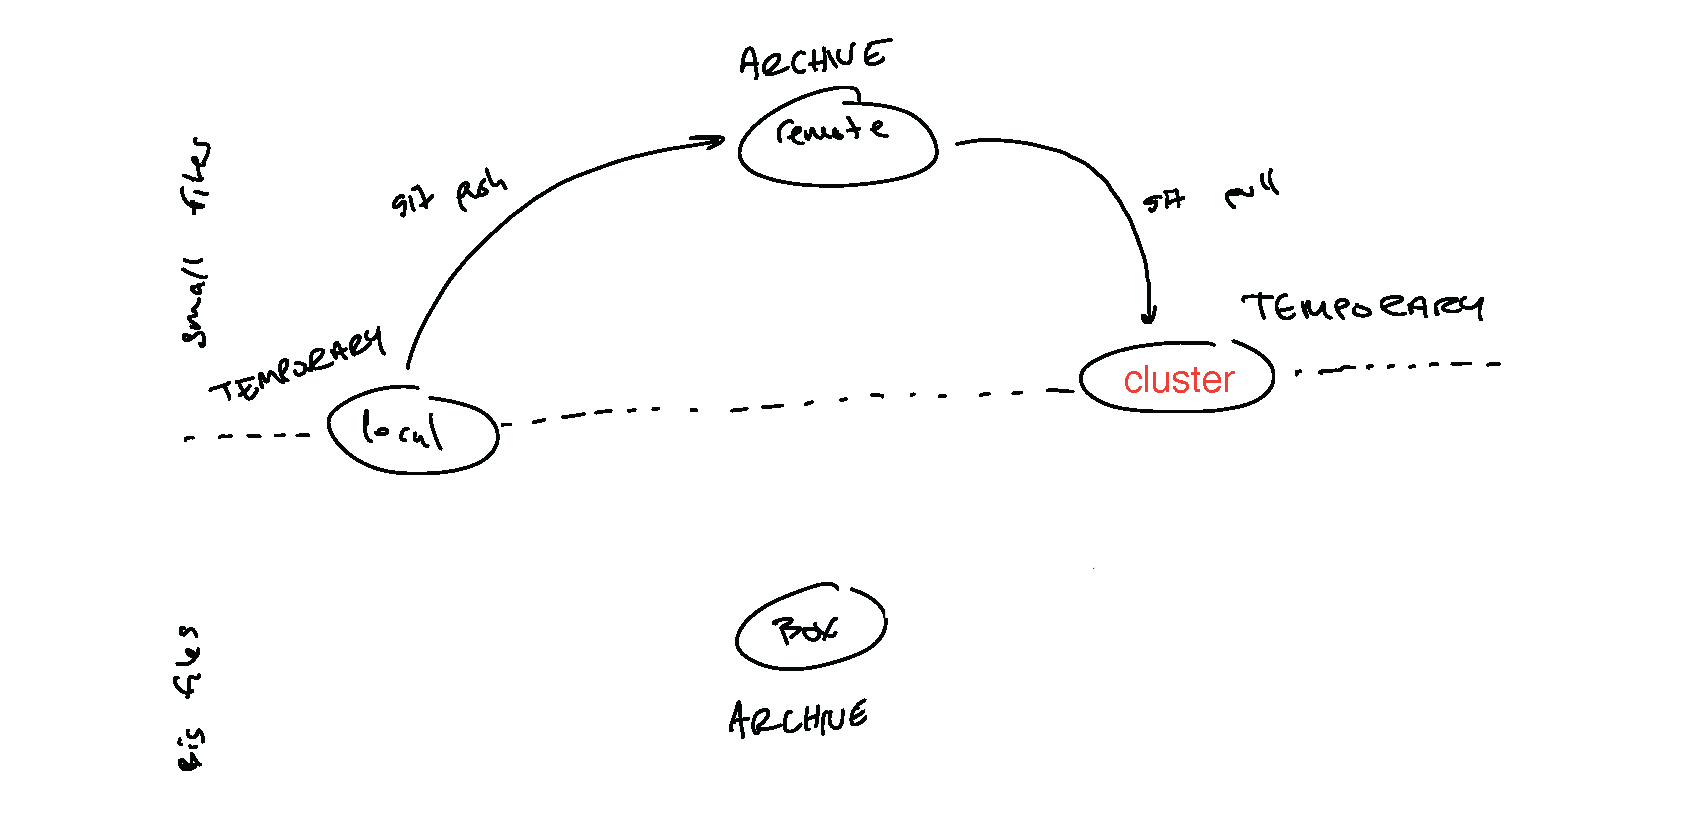 ARCHIVE
remote
git push
git pull
small files
TEMPORARY
TEMPORARY
cluster
local
Box
ARCHIVE
Big files